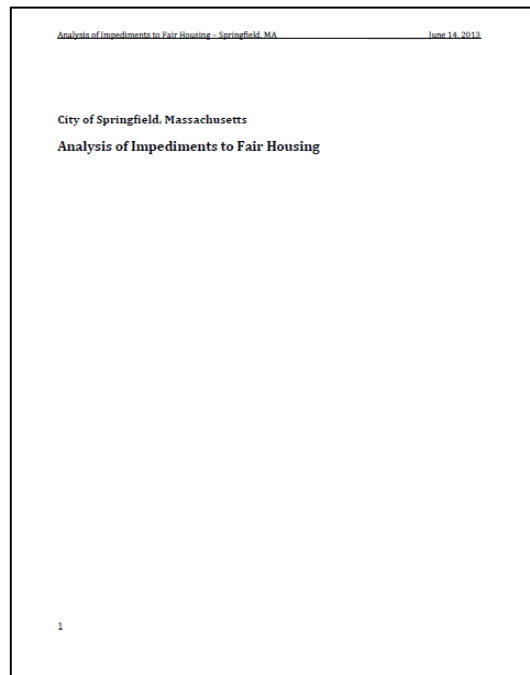 Analysis of Impediments to Fair Housing – Springfield, MA June 14, 2013
City of Springfield, Massachusetts
Analysis of Impediments to Fair Housing
1